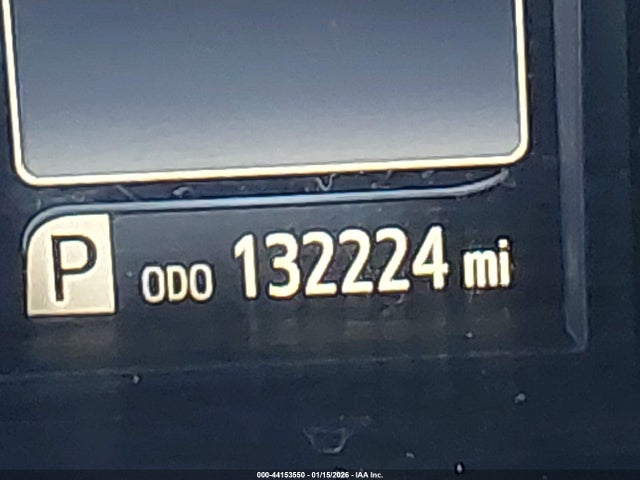 P ODO 132224 mi
000-44153550 - 01/15/2026 - IAA Inc.